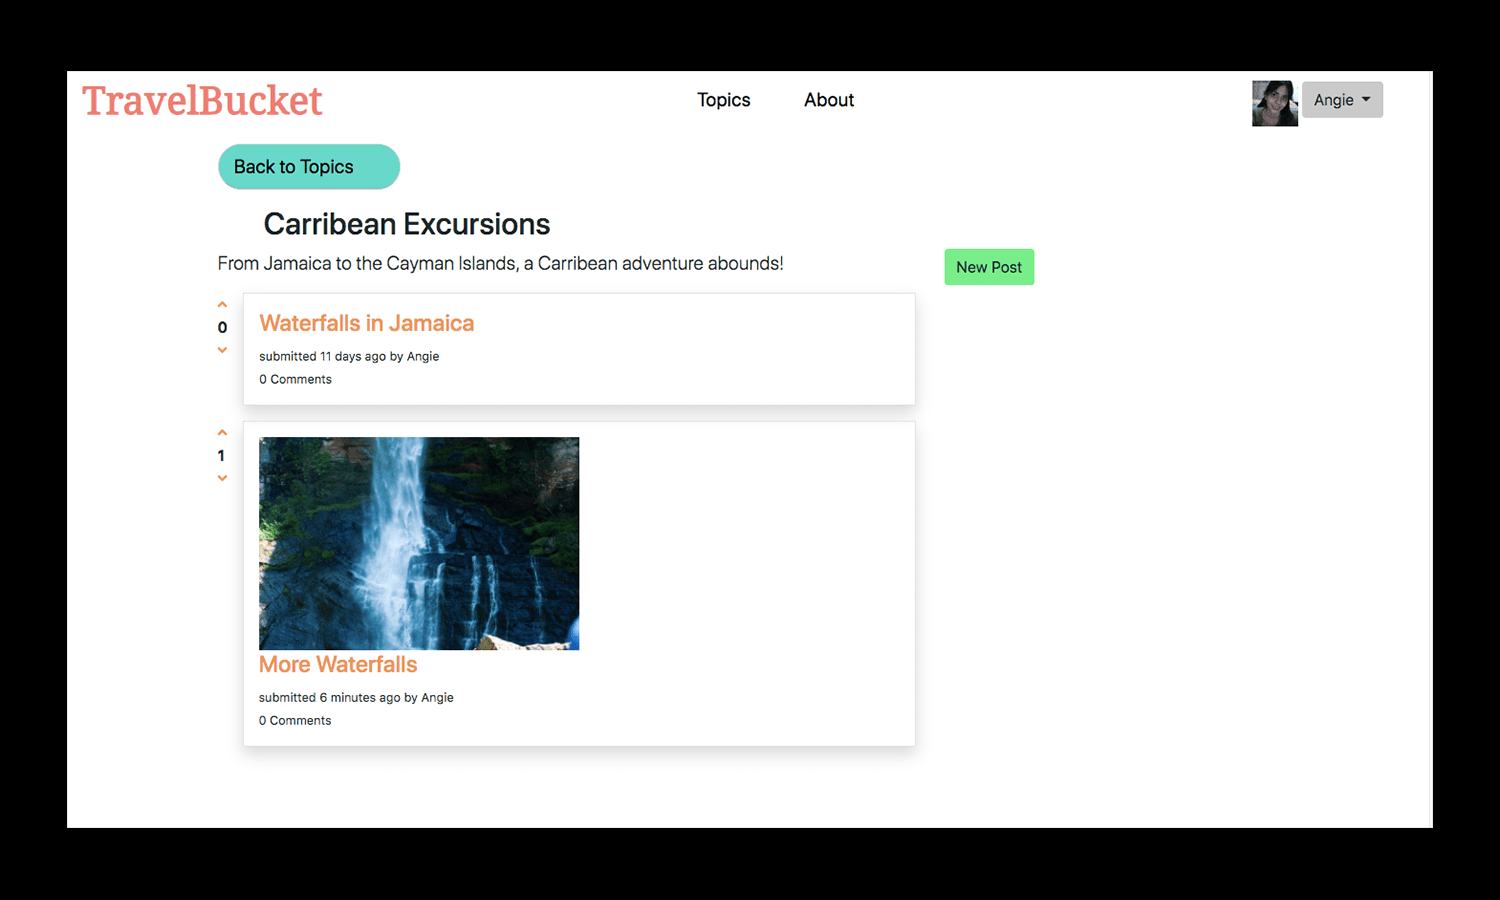 TravelBucket
Topics
About
Angie
Back to Topics
Carribean Excursions
From Jamaica to the Cayman Islands, a Carribean adventure abounds!
New Post
0
Waterfalls in Jamaica
submitted 11 days ago by Angie
0 Comments
1
More Waterfalls
submitted 6 minutes ago by Angie
0 Comments